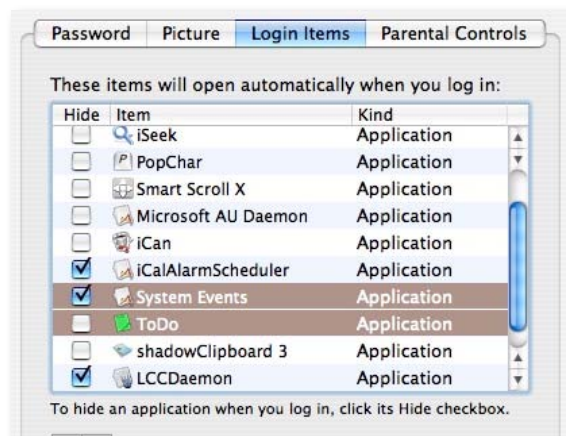 Password Picture Login Items Parental Controls
These items will open automatically when you log in:
Hide Item Kind
iSeek Application
PopChar Application
Smart Scroll X Application
Microsoft AU Daemon Application
iCan Application
iCalAlarmScheduler Application
System Events Application
ToDo Application
shadowClipboard 3 Application
LCCDaemon Application
To hide an application when you log in, click its Hide checkbox.